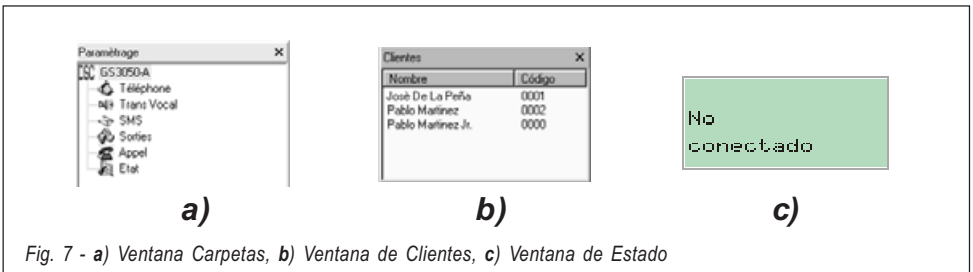 Paramètrage
GS3050-A
Téléphone
Trans Vocal
SMS
Sorties
Appel
Etat
a)
Clientes
Nombre Código
Josè De La Peña 0001
Pablo Martinez 0002
Pablo Martinez Jr. 0000
b)
No
conectado
c)
Fig. 7 - a) Ventana Carpetas, b) Ventana de Clientes, c) Ventana de Estado